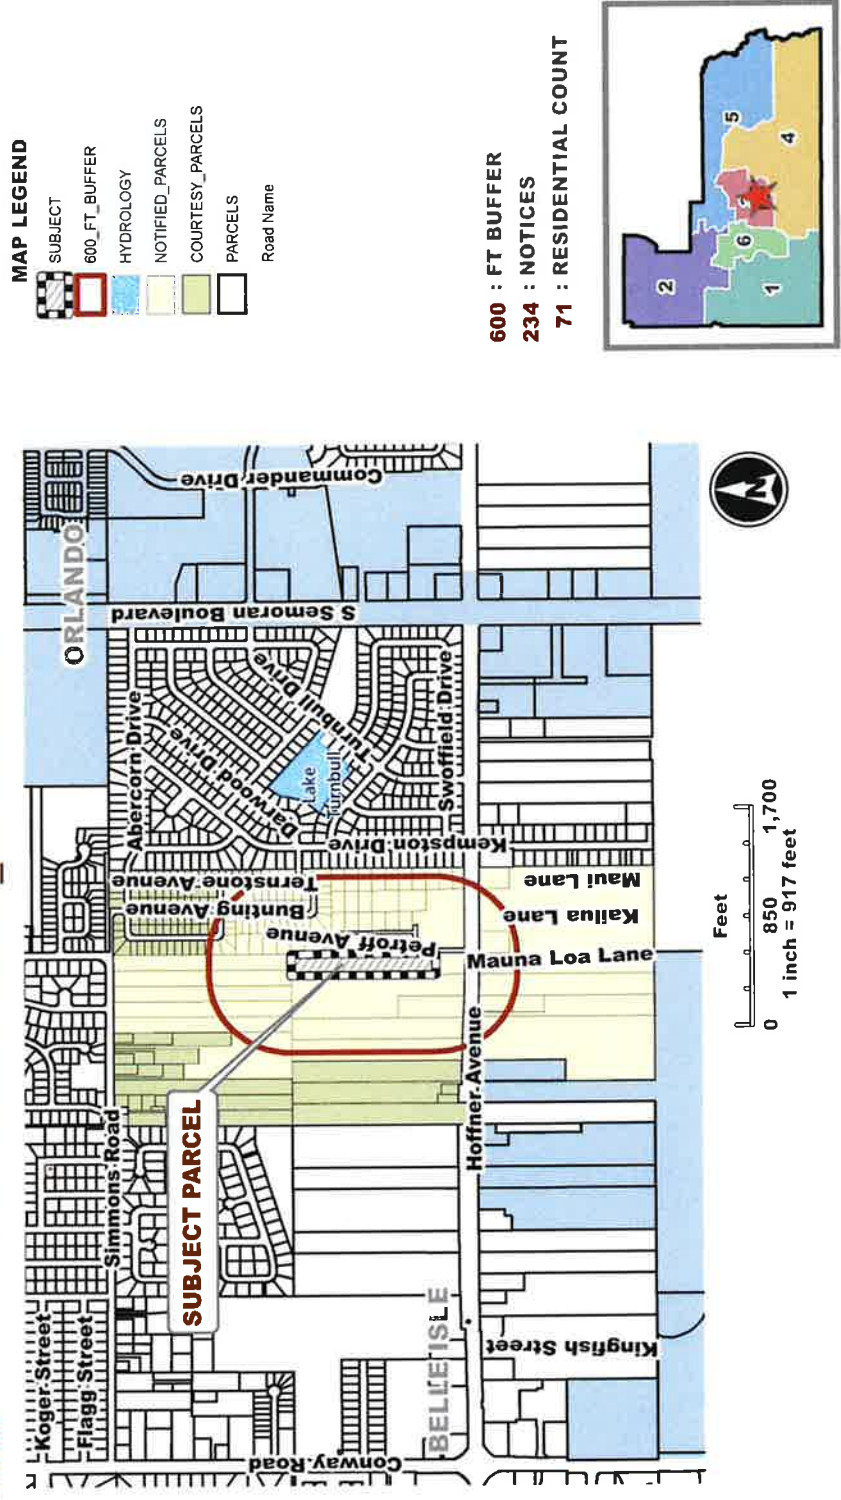 MAP LEGEND
SUBJECT
600_FT_BUFFER
HYDROLOGY
NOTIFIED_PARCELS
COURTESY_PARCELS
PARCELS
Road Name
600 : FT BUFFER
234 : NOTICES
71 : RESIDENTIAL COUNT
1
2
4
5
6
ORLANDO
Commander Drive
S Semoran Boulevard
Abercorn Drive
Darwood Drive
Turnbull Drive
Lake
Turnbull
Swoffield Drive
Kempston Drive
Ternstone Avenue
Bunting Avenue
Petroff Avenue
Maui Lane
Kailua Lane
Mauna Loa Lane
Hoffner Avenue
SUBJECT PARCEL
Simmons Road
Koger Street
Flagg Street
BELLE ISLE
Kingfish Street
Conway Road
N
Feet
0 850 1,700
1 inch = 917 feet